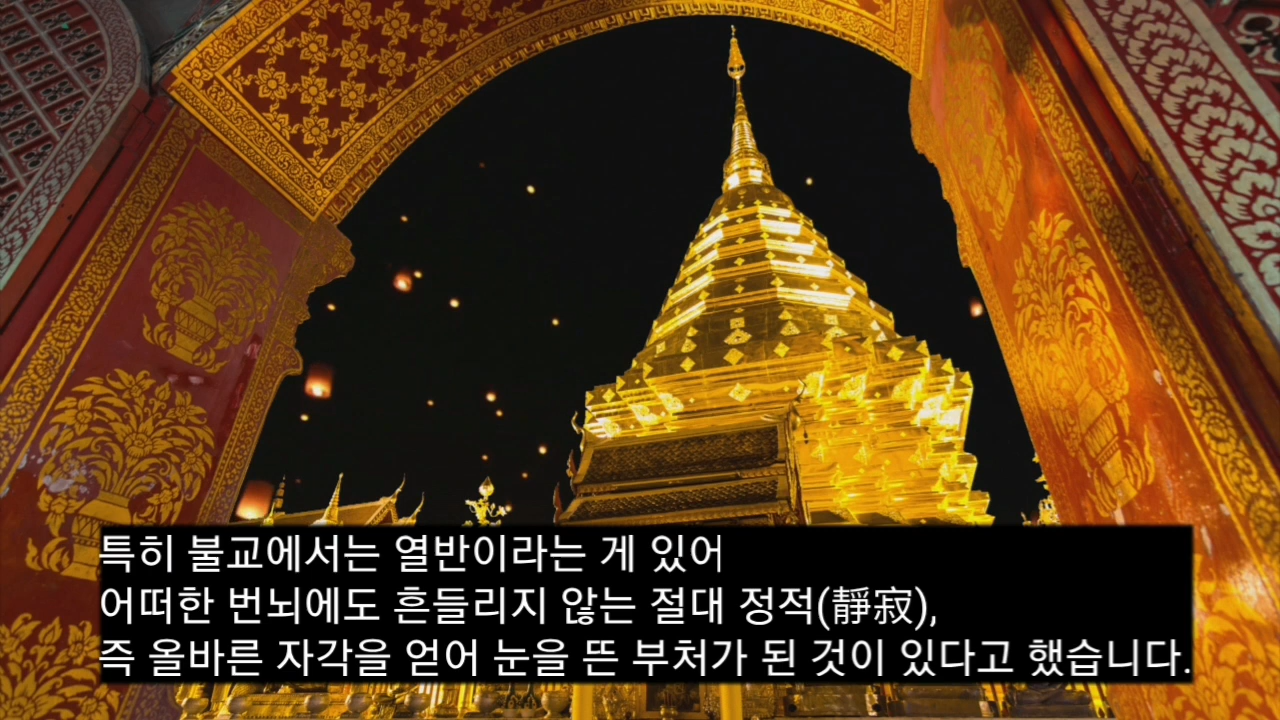 특히 불교에서는 열반이라는 게 있어
어떠한 번뇌에도 흔들리지 않는 절대 정적(靜寂),
즉 올바른 자각을 얻어 눈을 뜬 부처가 된 것이 있다고 했습니다.